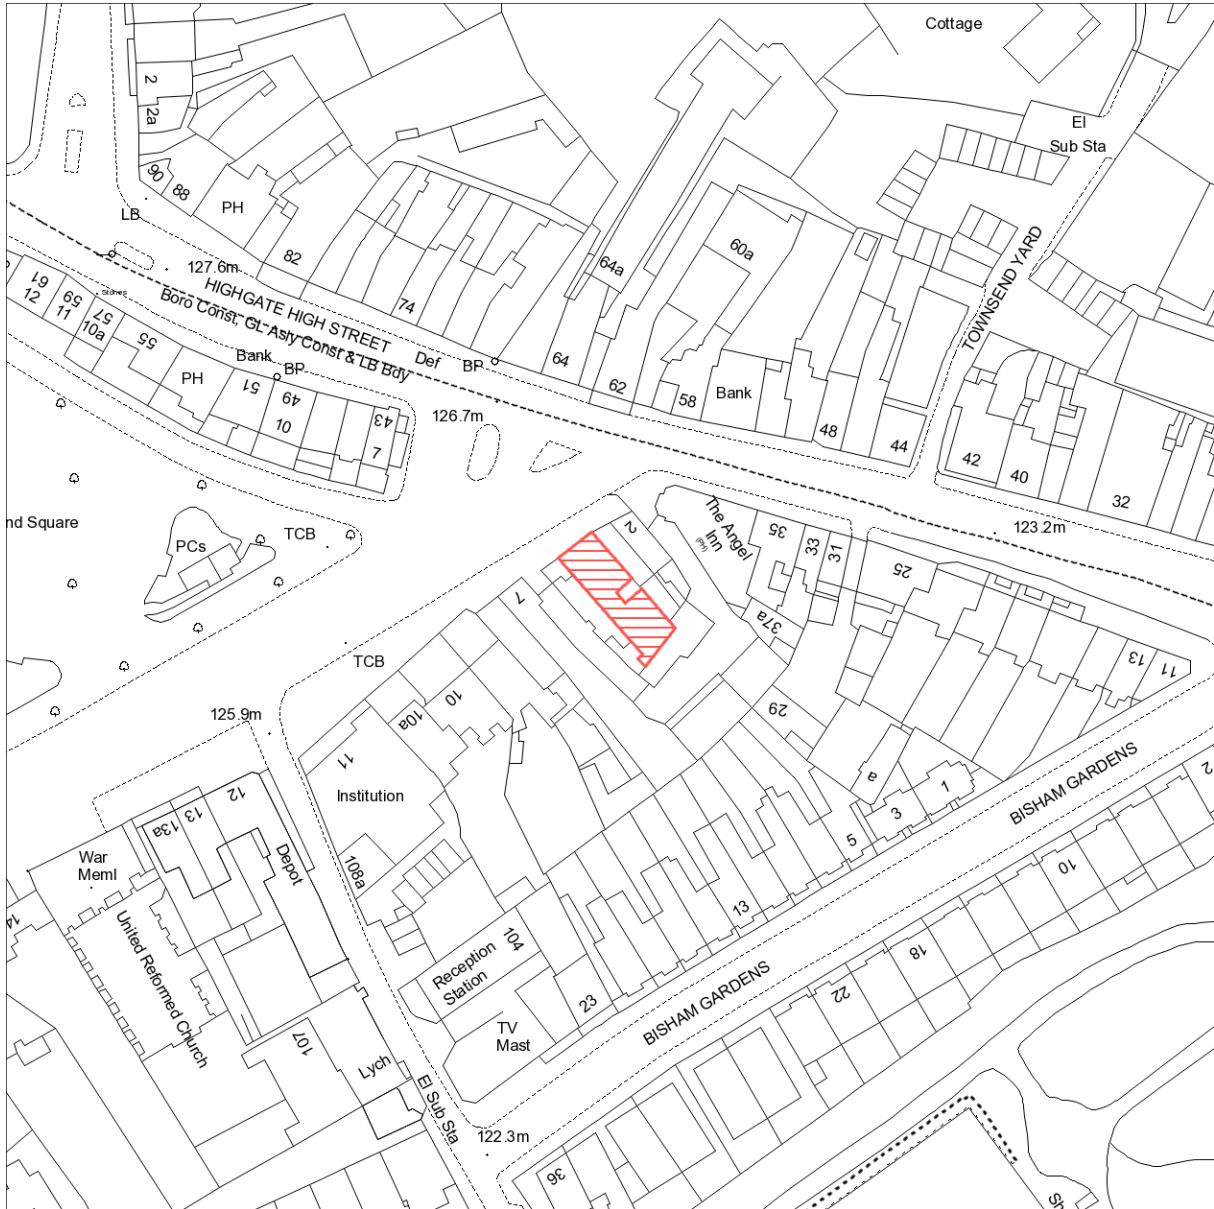 Cottage
2
2a
El
Sub Sta
90
88
LB
PH
82
127.6m
HIGHGATE HIGH STREET
Boro Const, GL Asly Const & LB Bdy
Def
BP
74
64a
60a
64
62
58
Bank
48
44
TOWNSEND YARD
42
40
32
123.2m
61
12
59
11
Stones
57
10a
55
PH
Bank
BP
51
49
10
43
7
126.7m
nd Square
PCs
TCB
2
The Angel
Inn
(PH)
35
33
31
25
37a
13
11
7
TCB
10
10a
11
Institution
125.9m
29
a
1
3
5
BISHAM GARDENS
2
12
13
13a
Depot
War
Meml
14
United Reformed Church
108a
104
Reception
Station
13
23
TV
Mast
BISHAM GARDENS
10
18
22
107
Lych
El Sub Sta
122.3m
36
Sh